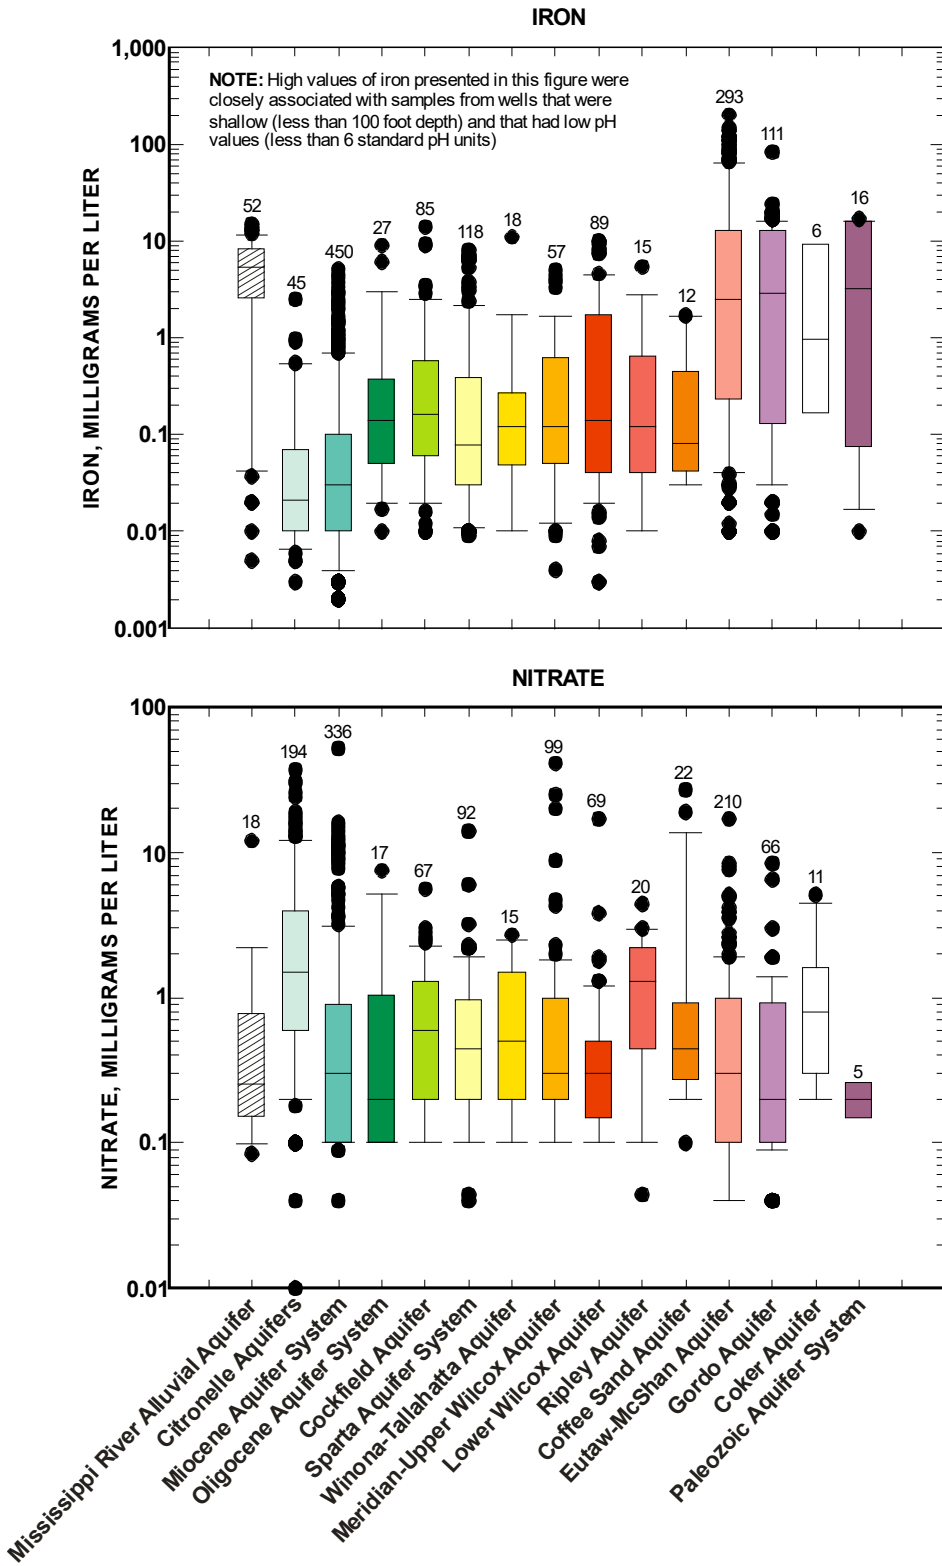 IRON
1,000
100
10
1
0.1
0.01
0.001
IRON, MILLIGRAMS PER LITER
NOTE: High values of iron presented in this figure were
closely associated with samples from wells that were
shallow (less than 100 foot depth) and that had low pH
values (less than 6 standard pH units)
52
45
450
27
85
118
18
57
89
15
12
293
111
6
16
NITRATE
100
10
1
0.1
0.01
NITRATE, MILLIGRAMS PER LITER
18
194
336
17
67
92
15
99
69
20
22
210
66
11
5
Mississippi River Alluvial Aquifer
Citronelle Aquifers
Miocene Aquifer System
Oligocene Aquifer System
Cockfield Aquifer
Sparta Aquifer System
Winona-Tallahatta Aquifer
Meridian-Upper Wilcox Aquifer
Lower Wilcox Aquifer
Ripley Aquifer
Coffee Sand Aquifer
Eutaw-McShan Aquifer
Gordo Aquifer
Coker Aquifer
Paleozoic Aquifer System